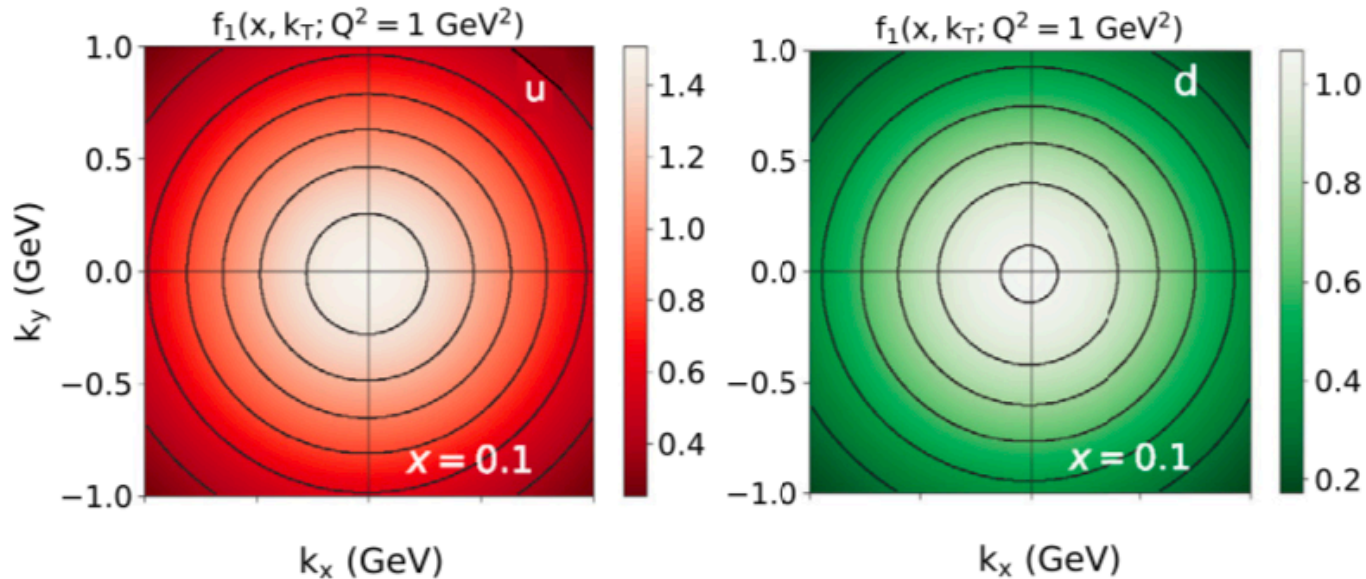 f₁(x, k_T; Q² = 1 GeV²)
1.0
0.5
0.0
−0.5
−1.0
k_y (GeV)
k_x (GeV)
u
x = 0.1
1.4
1.2
1.0
0.8
0.6
0.4
f₁(x, k_T; Q² = 1 GeV²)
1.0
0.5
0.0
−0.5
−1.0
k_x (GeV)
d
x = 0.1
1.0
0.8
0.6
0.4
0.2